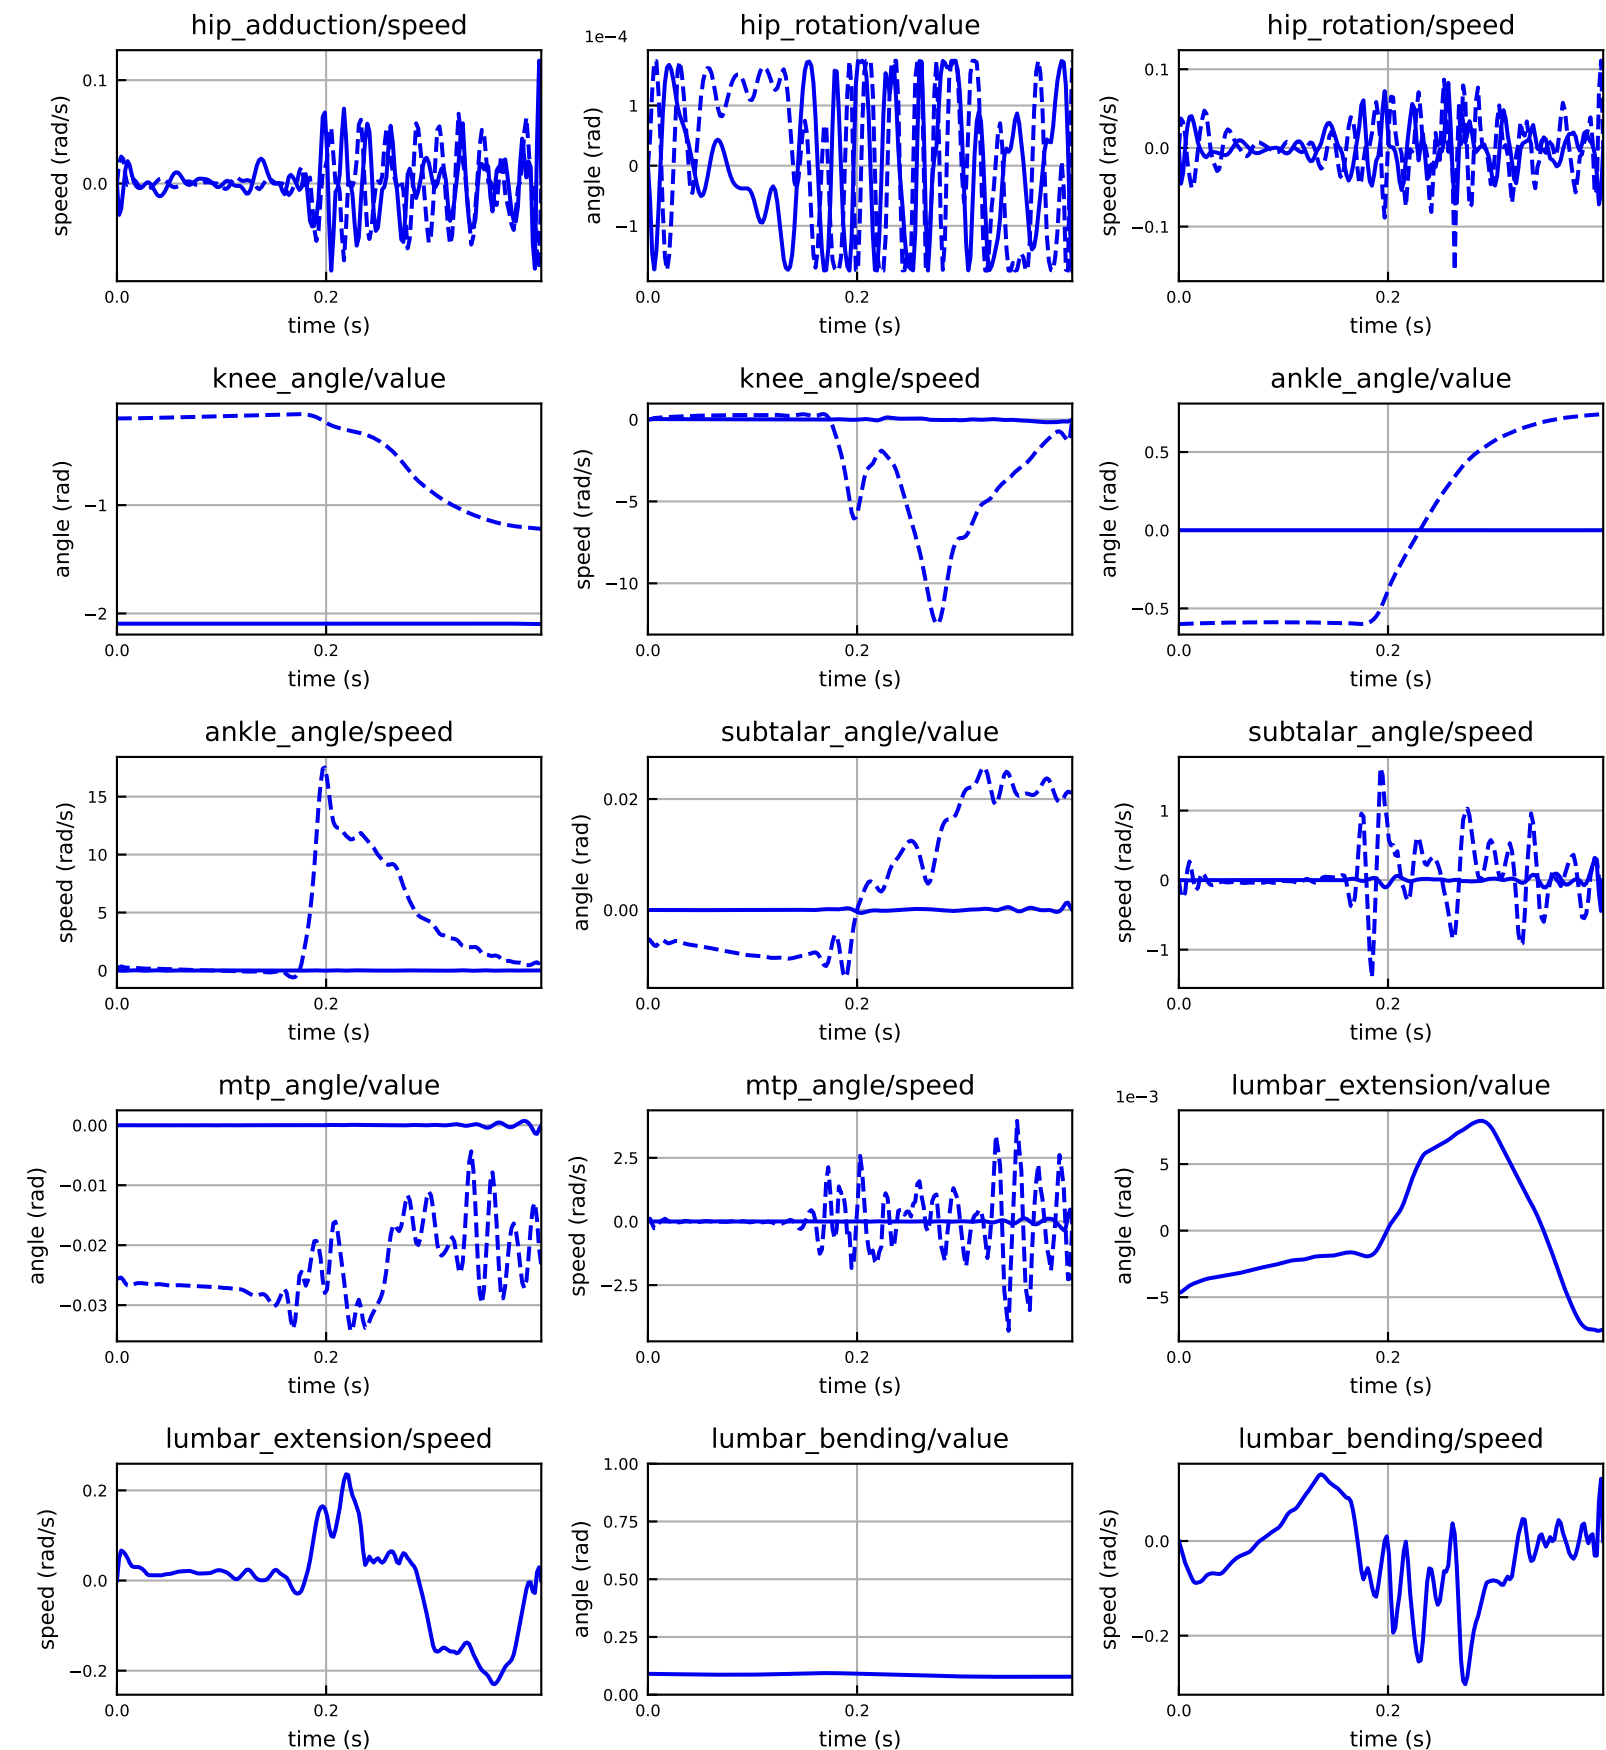 hip_adduction/speed
speed (rad/s)
0.1
0.0
0.0
0.2
time (s)
hip_rotation/value
1e−4
angle (rad)
1
0
−1
0.0
0.2
time (s)
hip_rotation/speed
speed (rad/s)
0.1
0.0
−0.1
0.0
0.2
time (s)
knee_angle/value
angle (rad)
−1
−2
0.0
0.2
time (s)
knee_angle/speed
speed (rad/s)
0
−5
−10
0.0
0.2
time (s)
ankle_angle/value
angle (rad)
0.5
0.0
−0.5
0.0
0.2
time (s)
ankle_angle/speed
speed (rad/s)
15
10
5
0
0.0
0.2
time (s)
subtalar_angle/value
angle (rad)
0.02
0.00
0.0
0.2
time (s)
subtalar_angle/speed
speed (rad/s)
1
0
−1
0.0
0.2
time (s)
mtp_angle/value
angle (rad)
0.00
−0.01
−0.02
−0.03
0.0
0.2
time (s)
mtp_angle/speed
speed (rad/s)
2.5
0.0
−2.5
0.0
0.2
time (s)
lumbar_extension/value
1e−3
angle (rad)
5
0
−5
0.0
0.2
time (s)
lumbar_extension/speed
speed (rad/s)
0.2
0.0
−0.2
0.0
0.2
time (s)
lumbar_bending/value
angle (rad)
1.00
0.75
0.50
0.25
0.00
0.0
0.2
time (s)
lumbar_bending/speed
speed (rad/s)
0.0
−0.2
0.0
0.2
time (s)